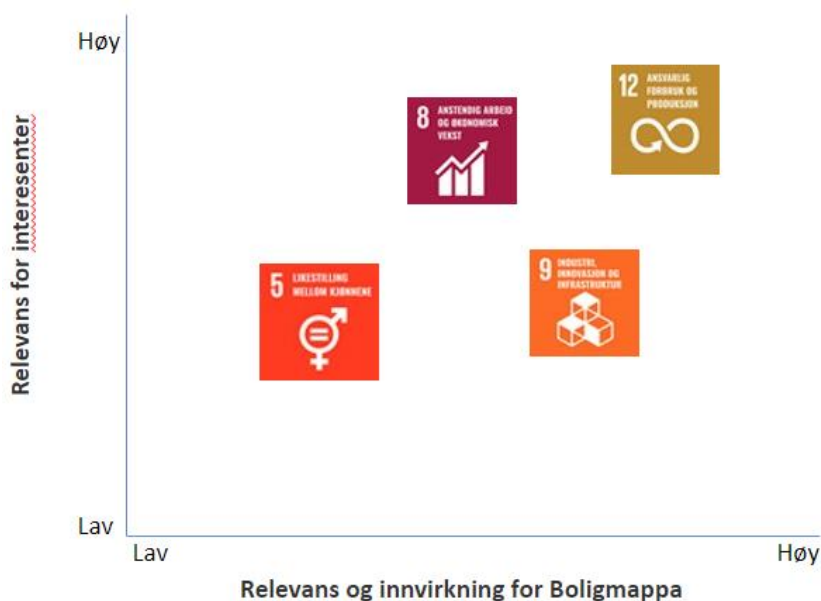 Høy
Relevans for interesenter
12 ANSVARLIG
FORBRUK OG
PRODUKSJON
8 ANSTENDIG ARBEID
OG ØKONOMISK
VEKST
5 LIKESTILLING
MELLOM KJØNNENE
9 INDUSTRI,
INNOVASJON OG
INFRASTRUKTUR
Lav
Lav
Høy
Relevans og innvirkning for Boligmappa